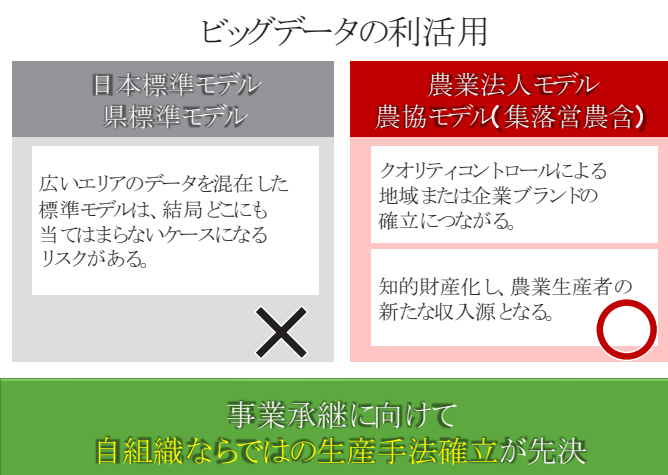 ビッグデータの利活用
日本標準モデル
県標準モデル
広いエリアのデータを混在した
標準モデルは、結局どこにも
当てはまらないケースになる
リスクがある。
農業法人モデル
農協モデル(集落営農含)
クオリティコントロールによる
地域または企業ブランドの
確立につながる。
知的財産化し、農業生産者の
新たな収入源となる。
事業承継に向けて
自組織ならではの生産手法確立が先決